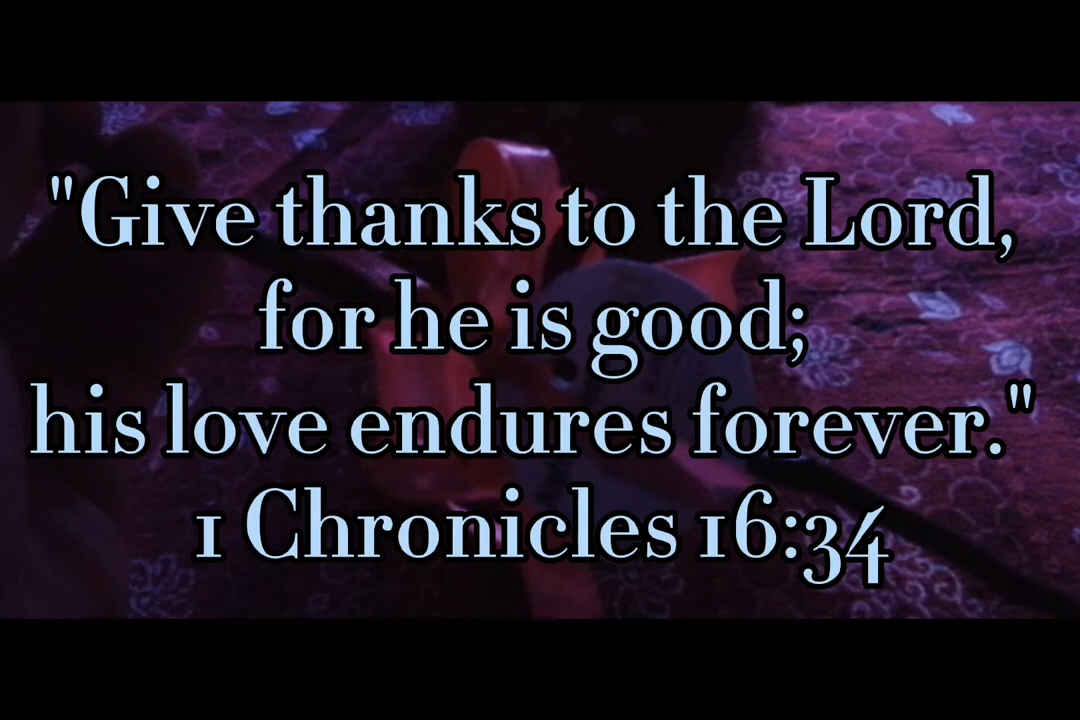 "Give thanks to the Lord,
for he is good;
his love endures forever."
1 Chronicles 16:34